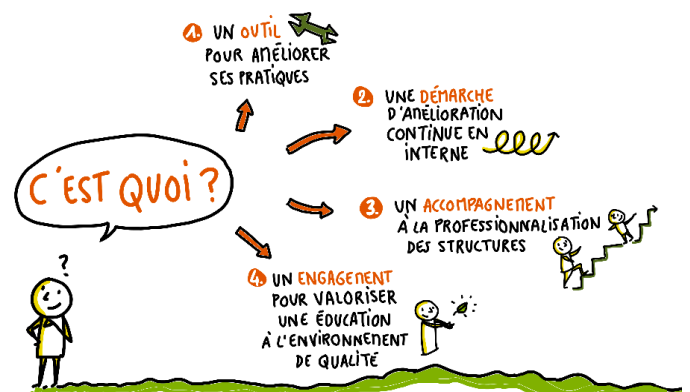 C'EST QUOI ?
?
1. UN OUTIL
POUR AMÉLIORER
SES PRATIQUES
2. UNE DÉMARCHE
D'AMÉLIORATION
CONTINUE EN
INTERNE
3. UN ACCOMPAGNEMENT
À LA PROFESSIONNALISATION
DES STRUCTURES
4. UN ENGAGEMENT
POUR VALORISER
UNE ÉDUCATION
À L'ENVIRONNEMENT
DE QUALITÉ